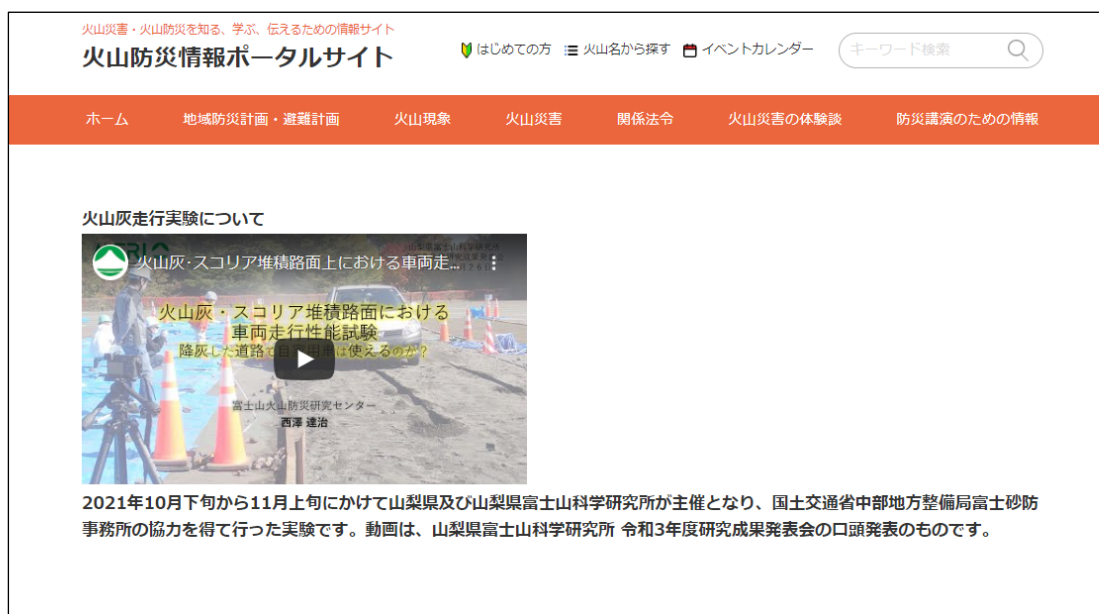 火山災害・火山防災を知る、学ぶ、伝えるための情報サイト
火山防災情報ポータルサイト
はじめての方 火山名から探す イベントカレンダー キーワード検索
ホーム 地域防災計画・避難計画 火山現象 火山災害 関係法令 火山災害の体験談 防災講演のための情報
火山灰走行実験について
火山灰・スコリア堆積路面上における車両走...
火山灰・スコリア堆積路面における
車両走行性能試験
降灰した道路で自家用車は使えるのか？
富士山火山防災研究センター
西澤 達治
2021年10月下旬から11月上旬にかけて山梨県及び山梨県富士山科学研究所が主催となり、国土交通省中部地方整備局富士砂防
事務所の協力を得て行った実験です。動画は、山梨県富士山科学研究所 令和3年度研究成果発表会の口頭発表のものです。